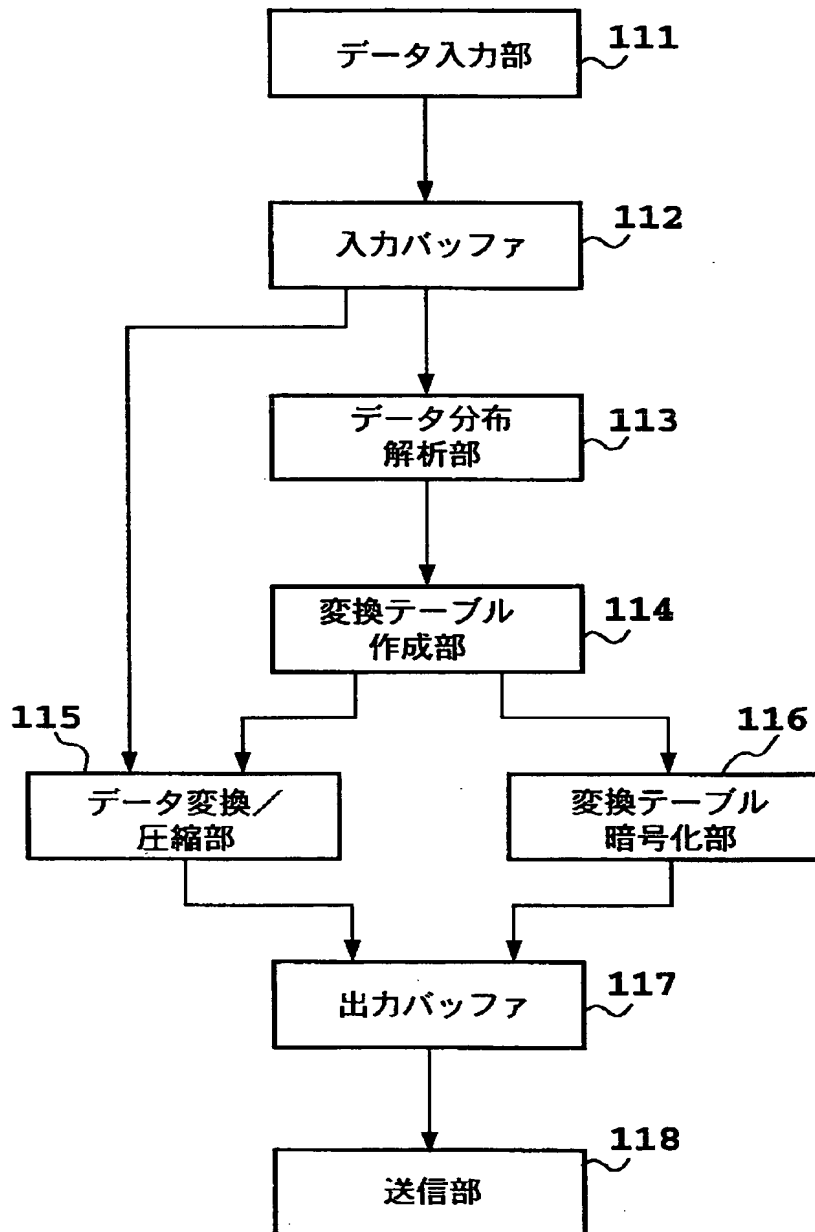 データ入力部
111
入力バッファ
112
データ分布
解析部
113
変換テーブル
作成部
114
115
データ変換／
圧縮部
116
変換テーブル
暗号化部
出力バッファ
117
送信部
118